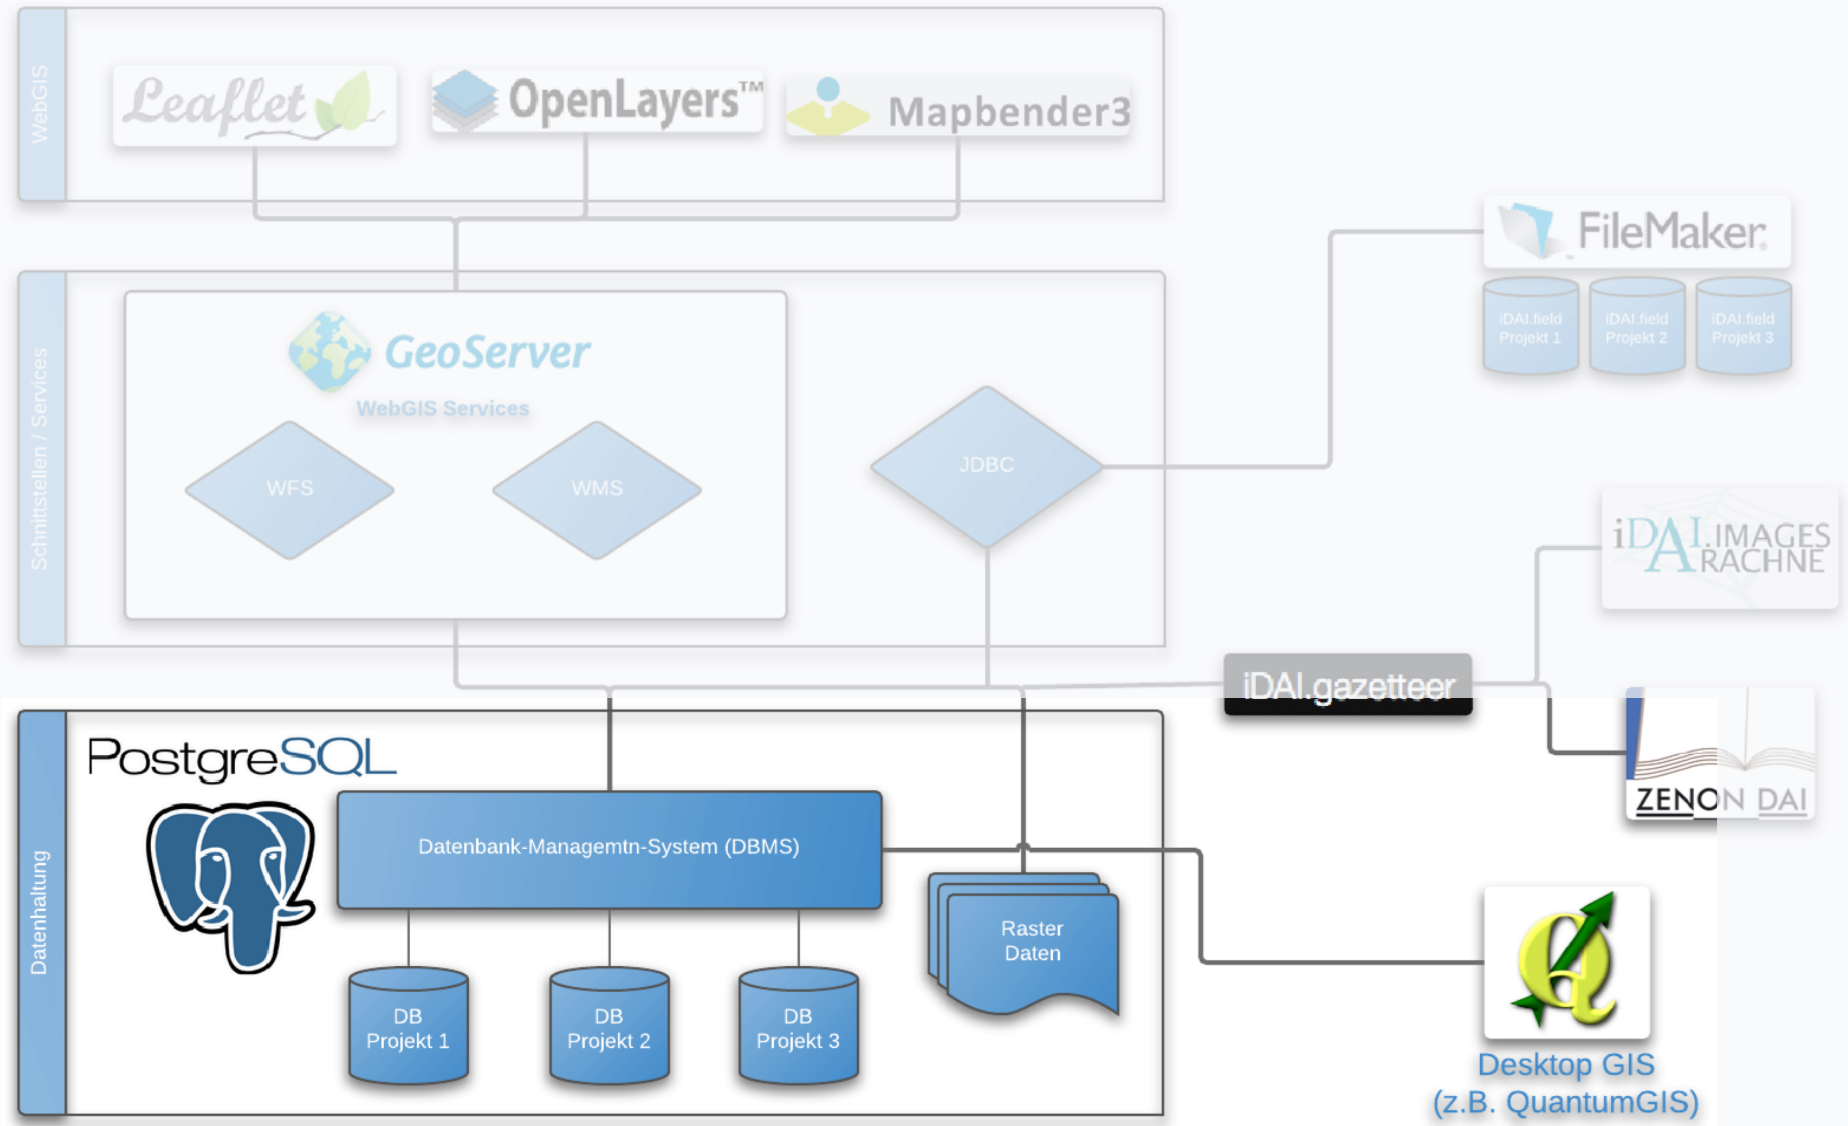 WebGIS
Leaflet
OpenLayers™
Mapbender3
FileMaker
iDAI.field
Projekt 1
iDAI.field
Projekt 2
iDAI.field
Projekt 3
Schnittstellen / Services
GeoServer
WebGIS Services
WFS
WMS
JDBC
iDAI.IMAGES
ARACHNE
iDAI.gazetteer
ZENON DAI
Datenhaltung
PostgreSQL
Datenbank-Managemtn-System (DBMS)
DB
Projekt 1
DB
Projekt 2
DB
Projekt 3
Raster
Daten
Desktop GIS
(z.B. QuantumGIS)